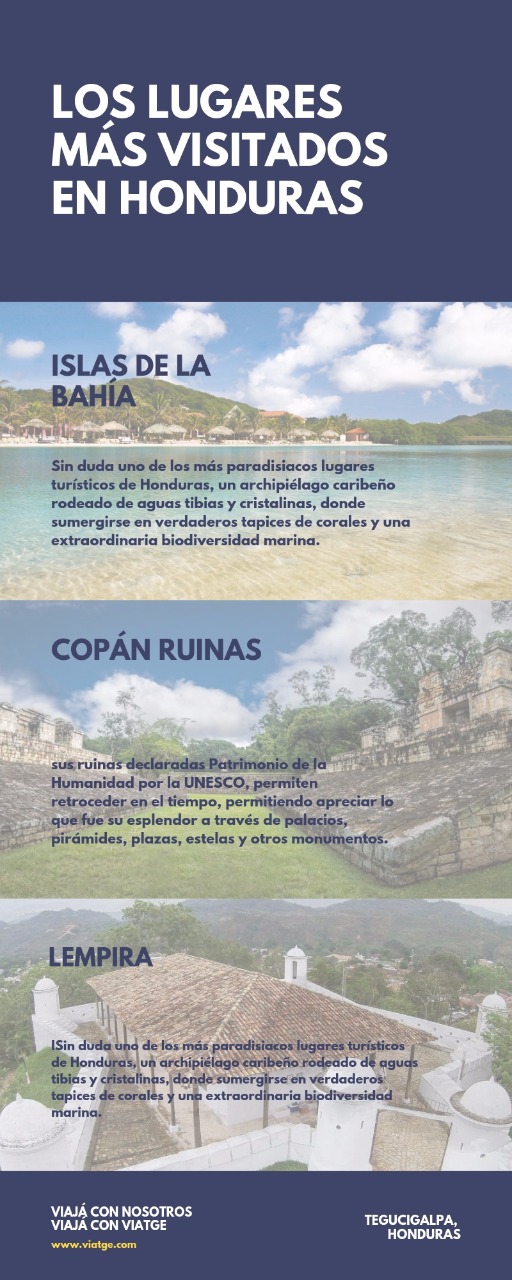 LOS LUGARES
MÁS VISITADOS
EN HONDURAS
ISLAS DE LA
BAHÍA
Sin duda uno de los más paradisiacos lugares
turísticos de Honduras, un archipiélago caribeño
rodeado de aguas tibias y cristalinas, donde
sumergirse en verdaderos tapices de corales y una
extraordinaria biodiversidad marina.
COPÁN RUINAS
sus ruinas declaradas Patrimonio de la
Humanidad por la UNESCO, permiten
retroceder en el tiempo, permitiendo apreciar lo
que fue su esplendor a través de palacios,
pirámides, plazas, estelas y otros monumentos.
LEMPIRA
lSin duda uno de los más paradisiacos lugares turísticos
de Honduras, un archipiélago caribeño rodeado de aguas
tibias y cristalinas, donde sumergirse en verdaderos
tapices de corales y una extraordinaria biodiversidad
marina.
VIAJÁ CON NOSOTROS
VIAJÁ CON VIATGE
www.viatge.com
TEGUCIGALPA,
HONDURAS